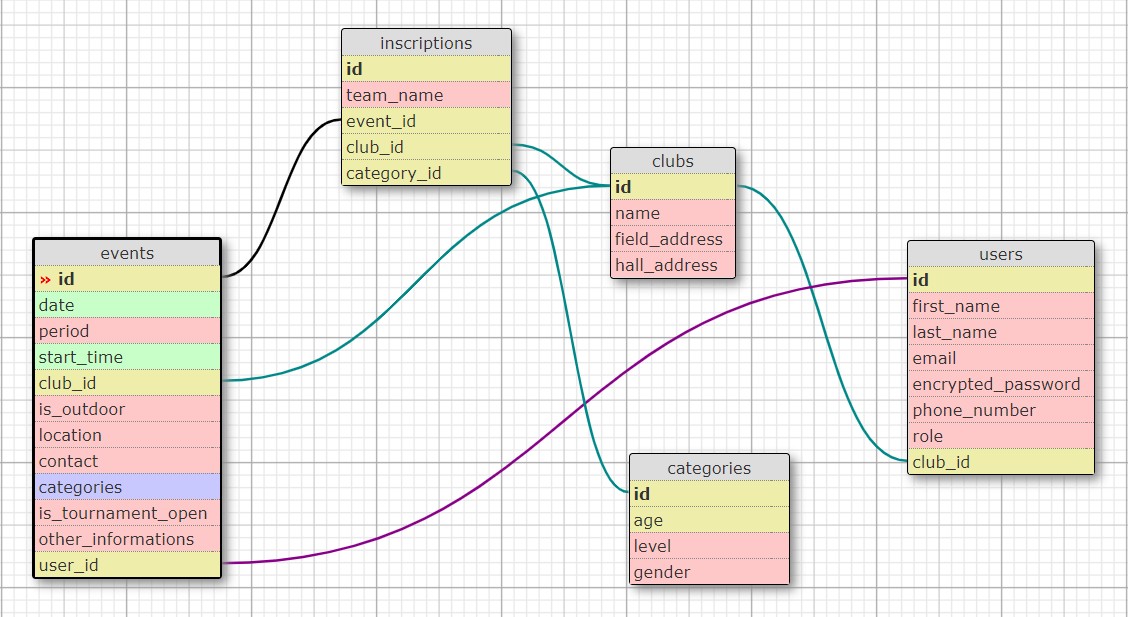 inscriptions
id
team_name
event_id
club_id
category_id
clubs
id
name
field_address
hall_address
events
» id
date
period
start_time
club_id
is_outdoor
location
contact
categories
is_tournament_open
other_informations
user_id
users
id
first_name
last_name
email
encrypted_password
phone_number
role
club_id
categories
id
age
level
gender